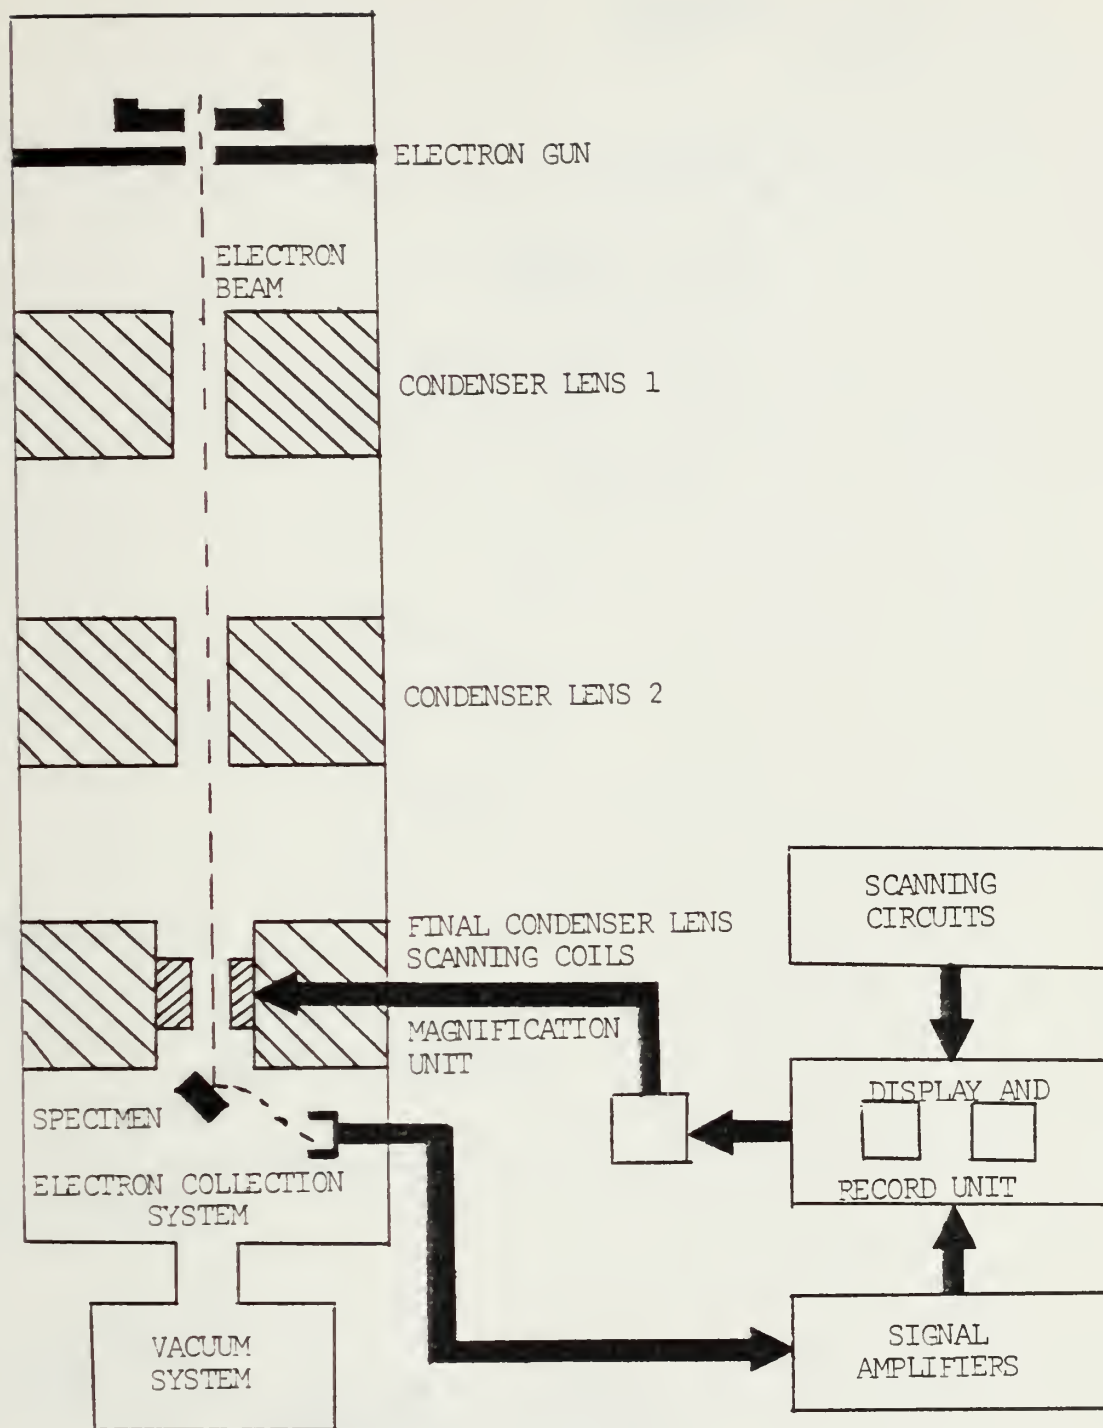 ELECTRON GUN
ELECTRON
BEAM
CONDENSER LENS 1
CONDENSER LENS 2
FINAL CONDENSER LENS
SCANNING COILS
SCANNING
CIRCUITS
MAGNIFICATION
UNIT
DISPLAY AND
RECORD UNIT
SPECIMEN
ELECTRON COLLECTION
SYSTEM
VACUUM
SYSTEM
SIGNAL
AMPLIFIERS